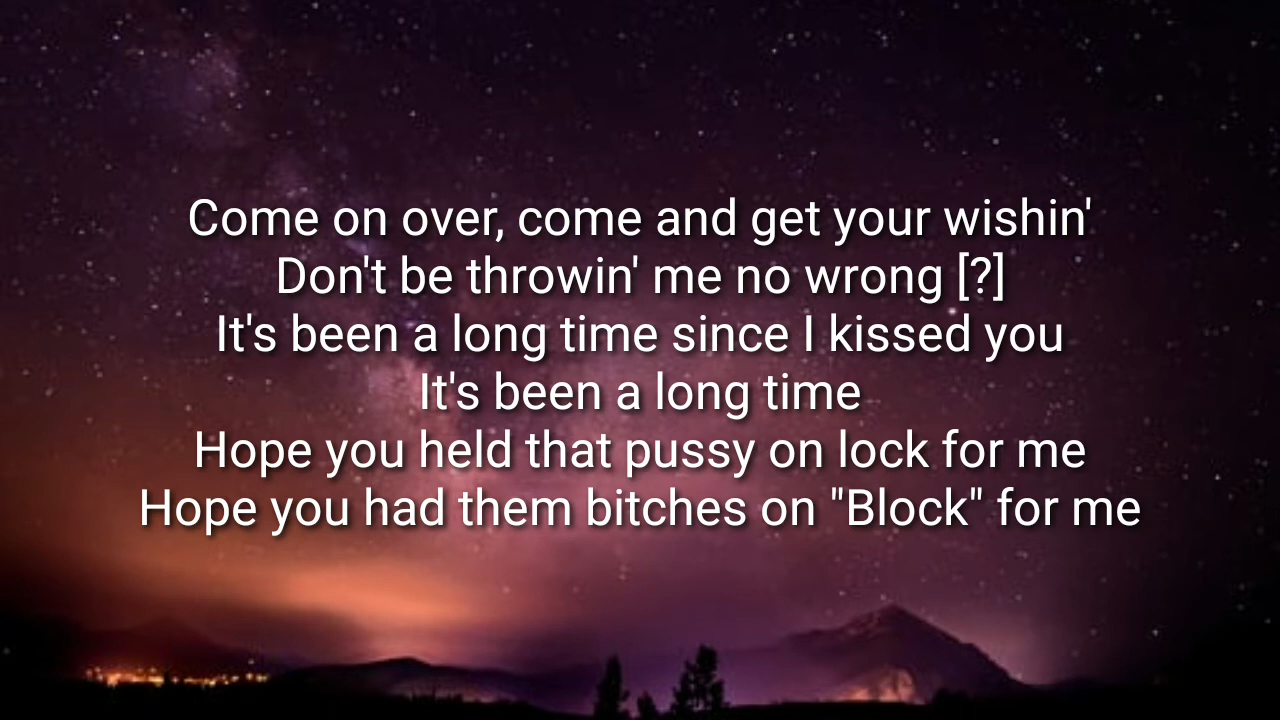 Come on over, come and get your wishin'
Don't be throwin' me no wrong [?]
It's been a long time since I kissed you
It's been a long time
Hope you held that pussy on lock for me
Hope you had them bitches on "Block" for me